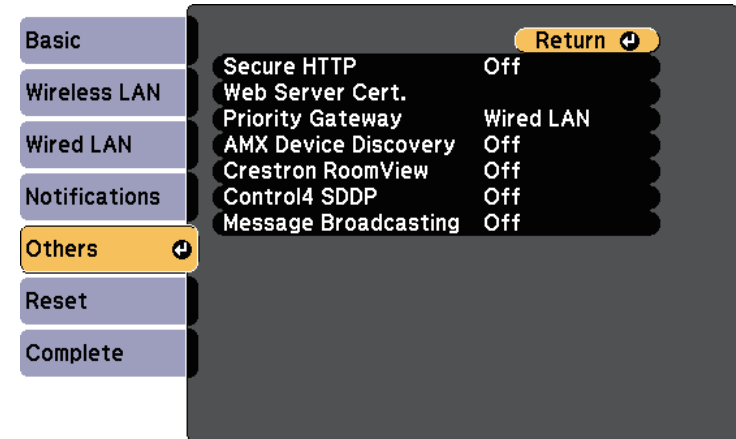 Basic
Wireless LAN
Wired LAN
Notifications
Others
Reset
Complete
Return
Secure HTTP Off
Web Server Cert.
Priority Gateway Wired LAN
AMX Device Discovery Off
Crestron RoomView Off
Control4 SDDP Off
Message Broadcasting Off